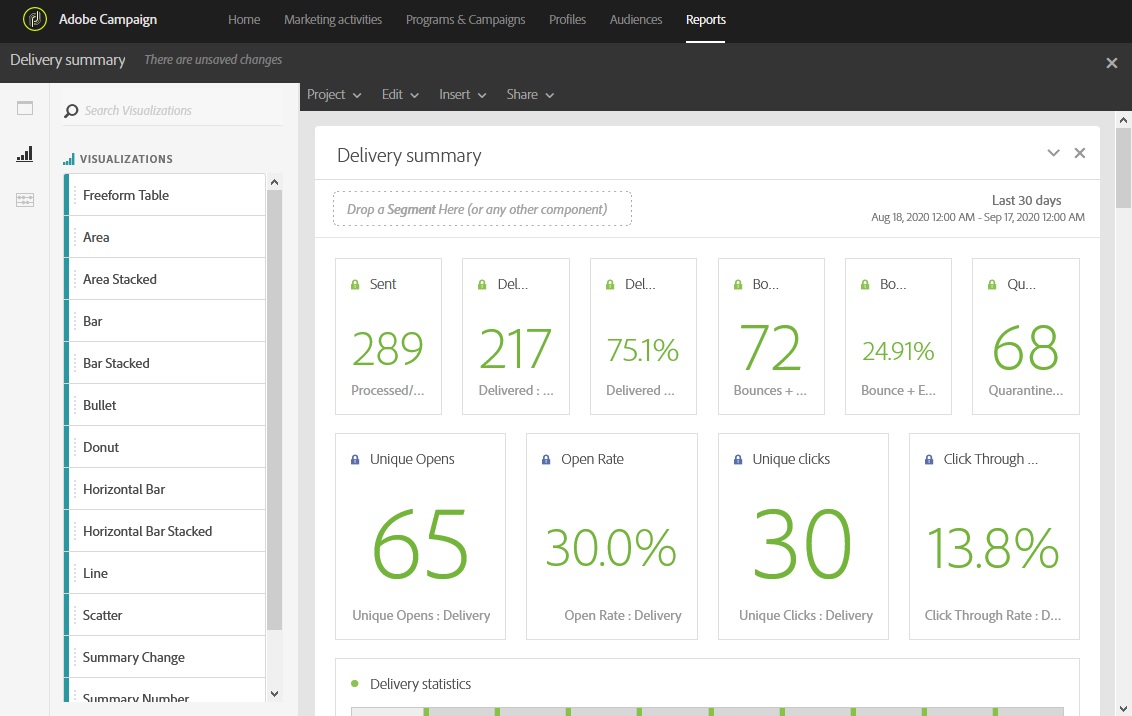 Adobe Campaign
Home
Marketing activities
Programs & Campaigns
Profiles
Audiences
Reports
Delivery summary
There are unsaved changes
Project
Edit
Insert
Share
Search Visualizations
VISUALIZATIONS
Freeform Table
Area
Area Stacked
Bar
Bar Stacked
Bullet
Donut
Horizontal Bar
Horizontal Bar Stacked
Line
Scatter
Summary Change
Summary Number
Delivery summary
Drop a Segment Here (or any other component)
Last 30 days
Aug 18, 2020 12:00 AM - Sep 17, 2020 12:00 AM
Sent
289
Processed/...
Del...
217
Delivered : ...
Del...
75.1%
Delivered ...
Bo...
72
Bounces + ...
Bo...
24.91%
Bounce + E...
Qu...
68
Quarantine...
Unique Opens
65
Unique Opens : Delivery
Open Rate
30.0%
Open Rate : Delivery
Unique clicks
30
Unique Clicks : Delivery
Click Through ...
13.8%
Click Through Rate : D...
Delivery statistics